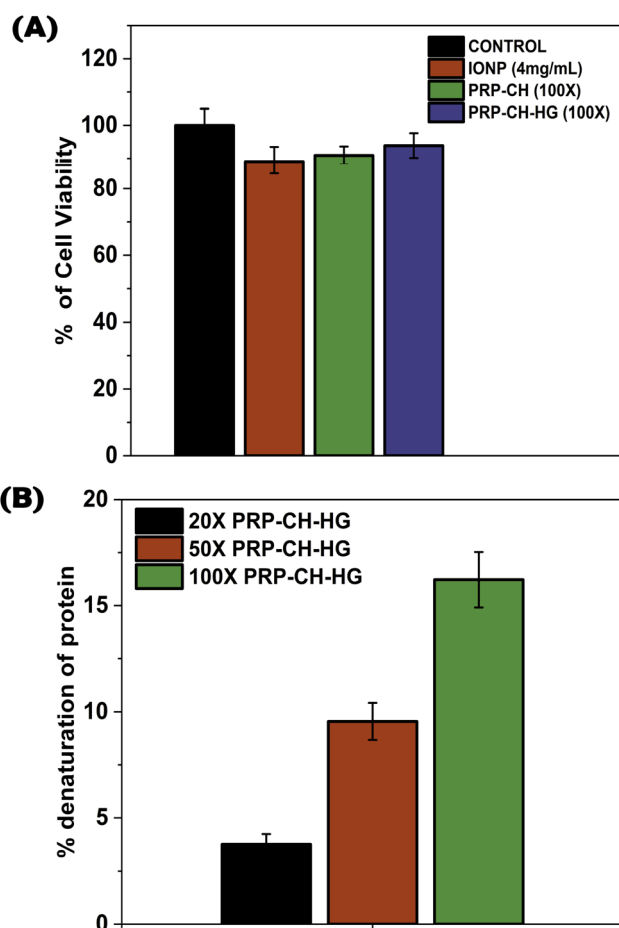 (A)
120
100
80
60
40
20
0
% of Cell Viability
CONTROL
IONP (4mg/mL)
PRP-CH (100X)
PRP-CH-HG (100X)
(B)
20
15
10
5
0
% denaturation of protein
20X PRP-CH-HG
50X PRP-CH-HG
100X PRP-CH-HG